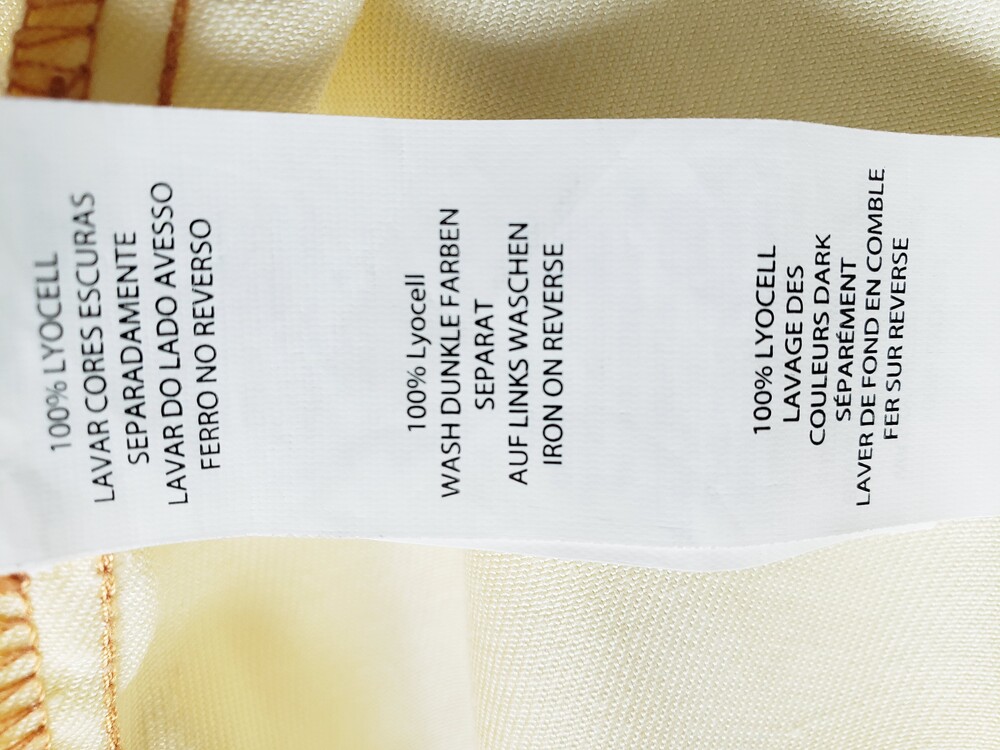 100% LYOCELL
LAVAR CORES ESCURAS
SEPARADAMENTE
LAVAR DO LADO AVESSO
FERRO NO REVERSO
100% Lyocell
WASH DUNKLE FARBEN
SEPARAT
AUF LINKS WASCHEN
IRON ON REVERSE
100% LYOCELL
LAVAGE DES
COULEURS DARK
SÉPARÉMENT
LAVER DE FOND EN COMBLE
FER SUR REVERSE